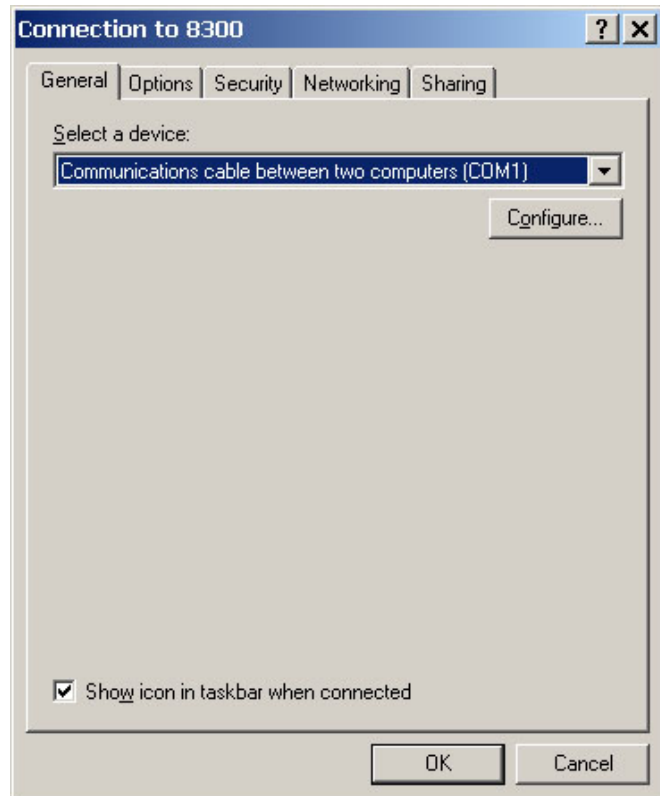 Connection to 8300
General Options Security Networking Sharing
Select a device:
Communications cable between two computers (COM1)
Configure...
Show icon in taskbar when connected
OK Cancel